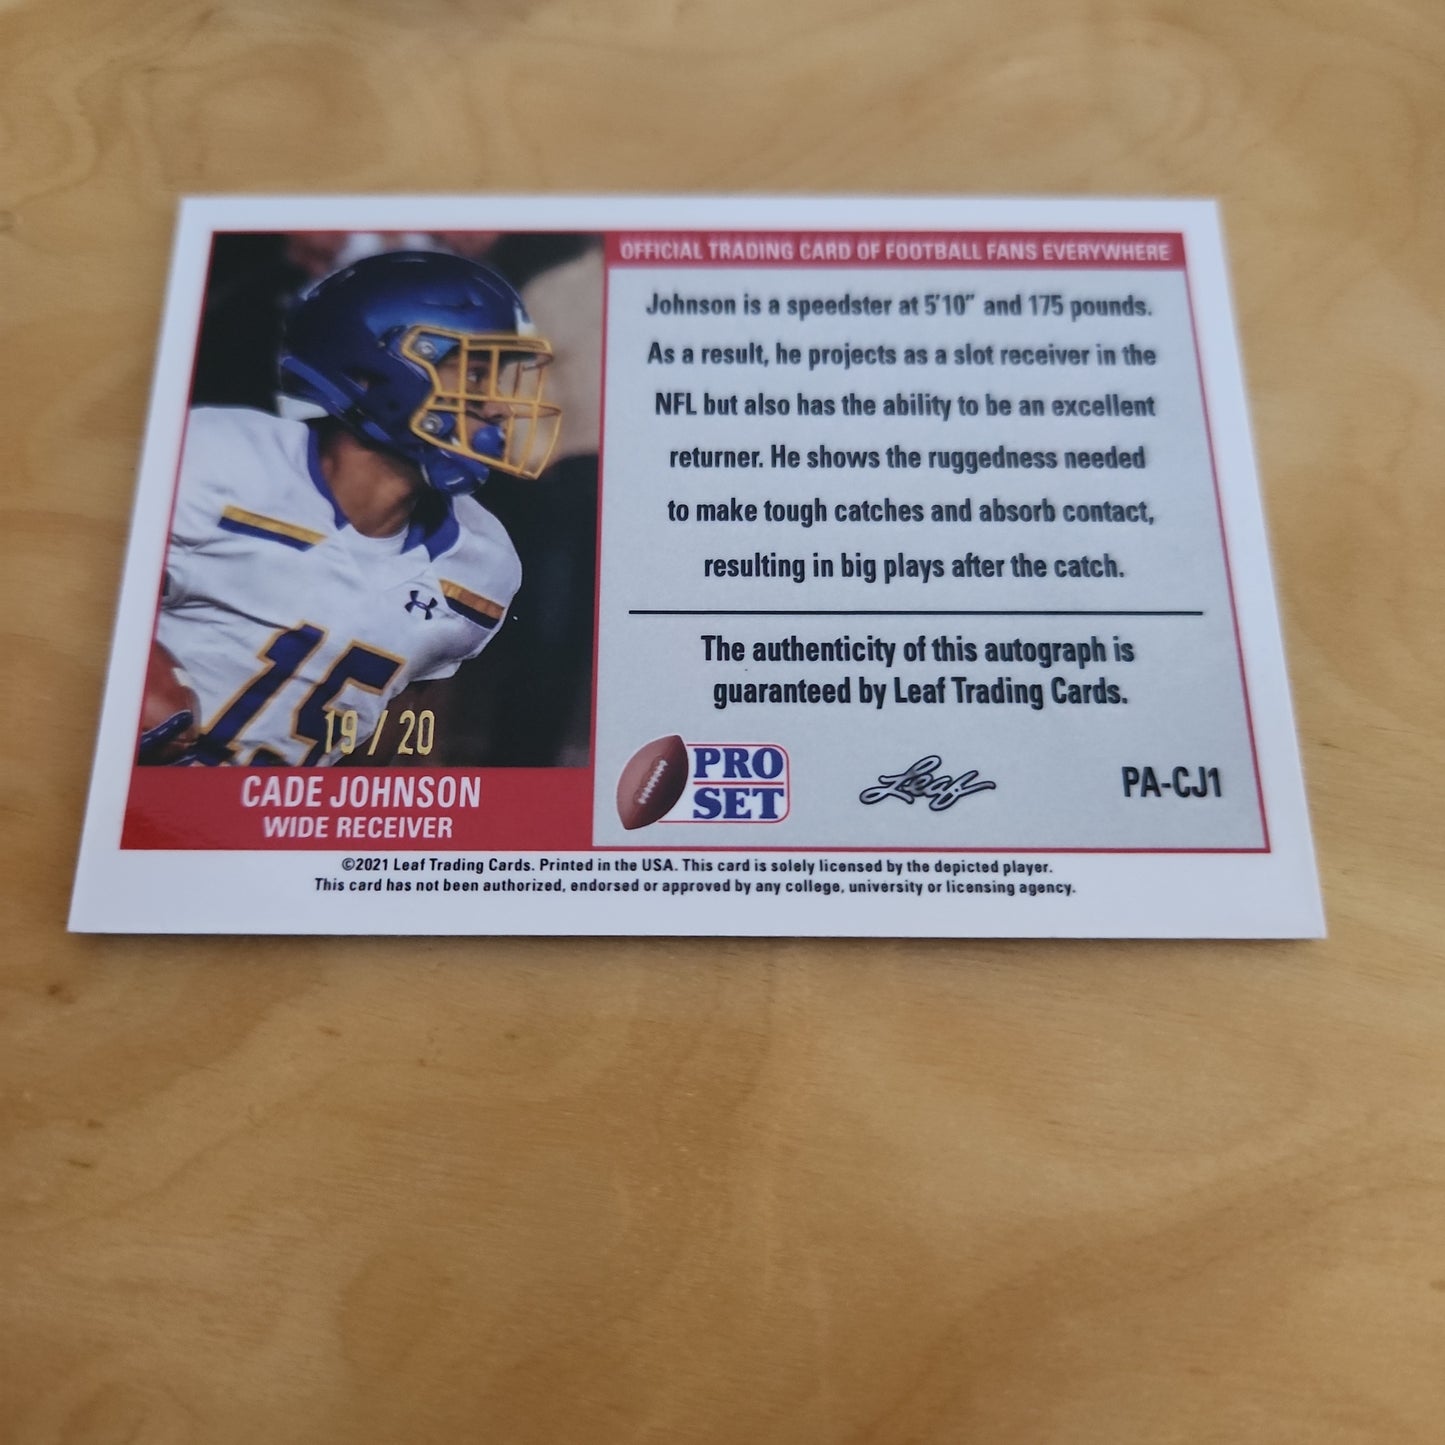 OFFICIAL TRADING CARD OF FOOTBALL FANS EVERYWHERE
Johnson is a speedster at 5'10" and 175 pounds.
As a result, he projects as a slot receiver in the
NFL but also has the ability to be an excellent
returner. He shows the ruggedness needed
to make tough catches and absorb contact,
resulting in big plays after the catch.
The authenticity of this autograph is
guaranteed by Leaf Trading Cards.
15
19 / 20
CADE JOHNSON
WIDE RECEIVER
PRO
SET
Leaf
PA-CJ1
©2021 Leaf Trading Cards. Printed in the USA. This card is solely licensed by the depicted player.
This card has not been authorized, endorsed or approved by any college, university or licensing agency.